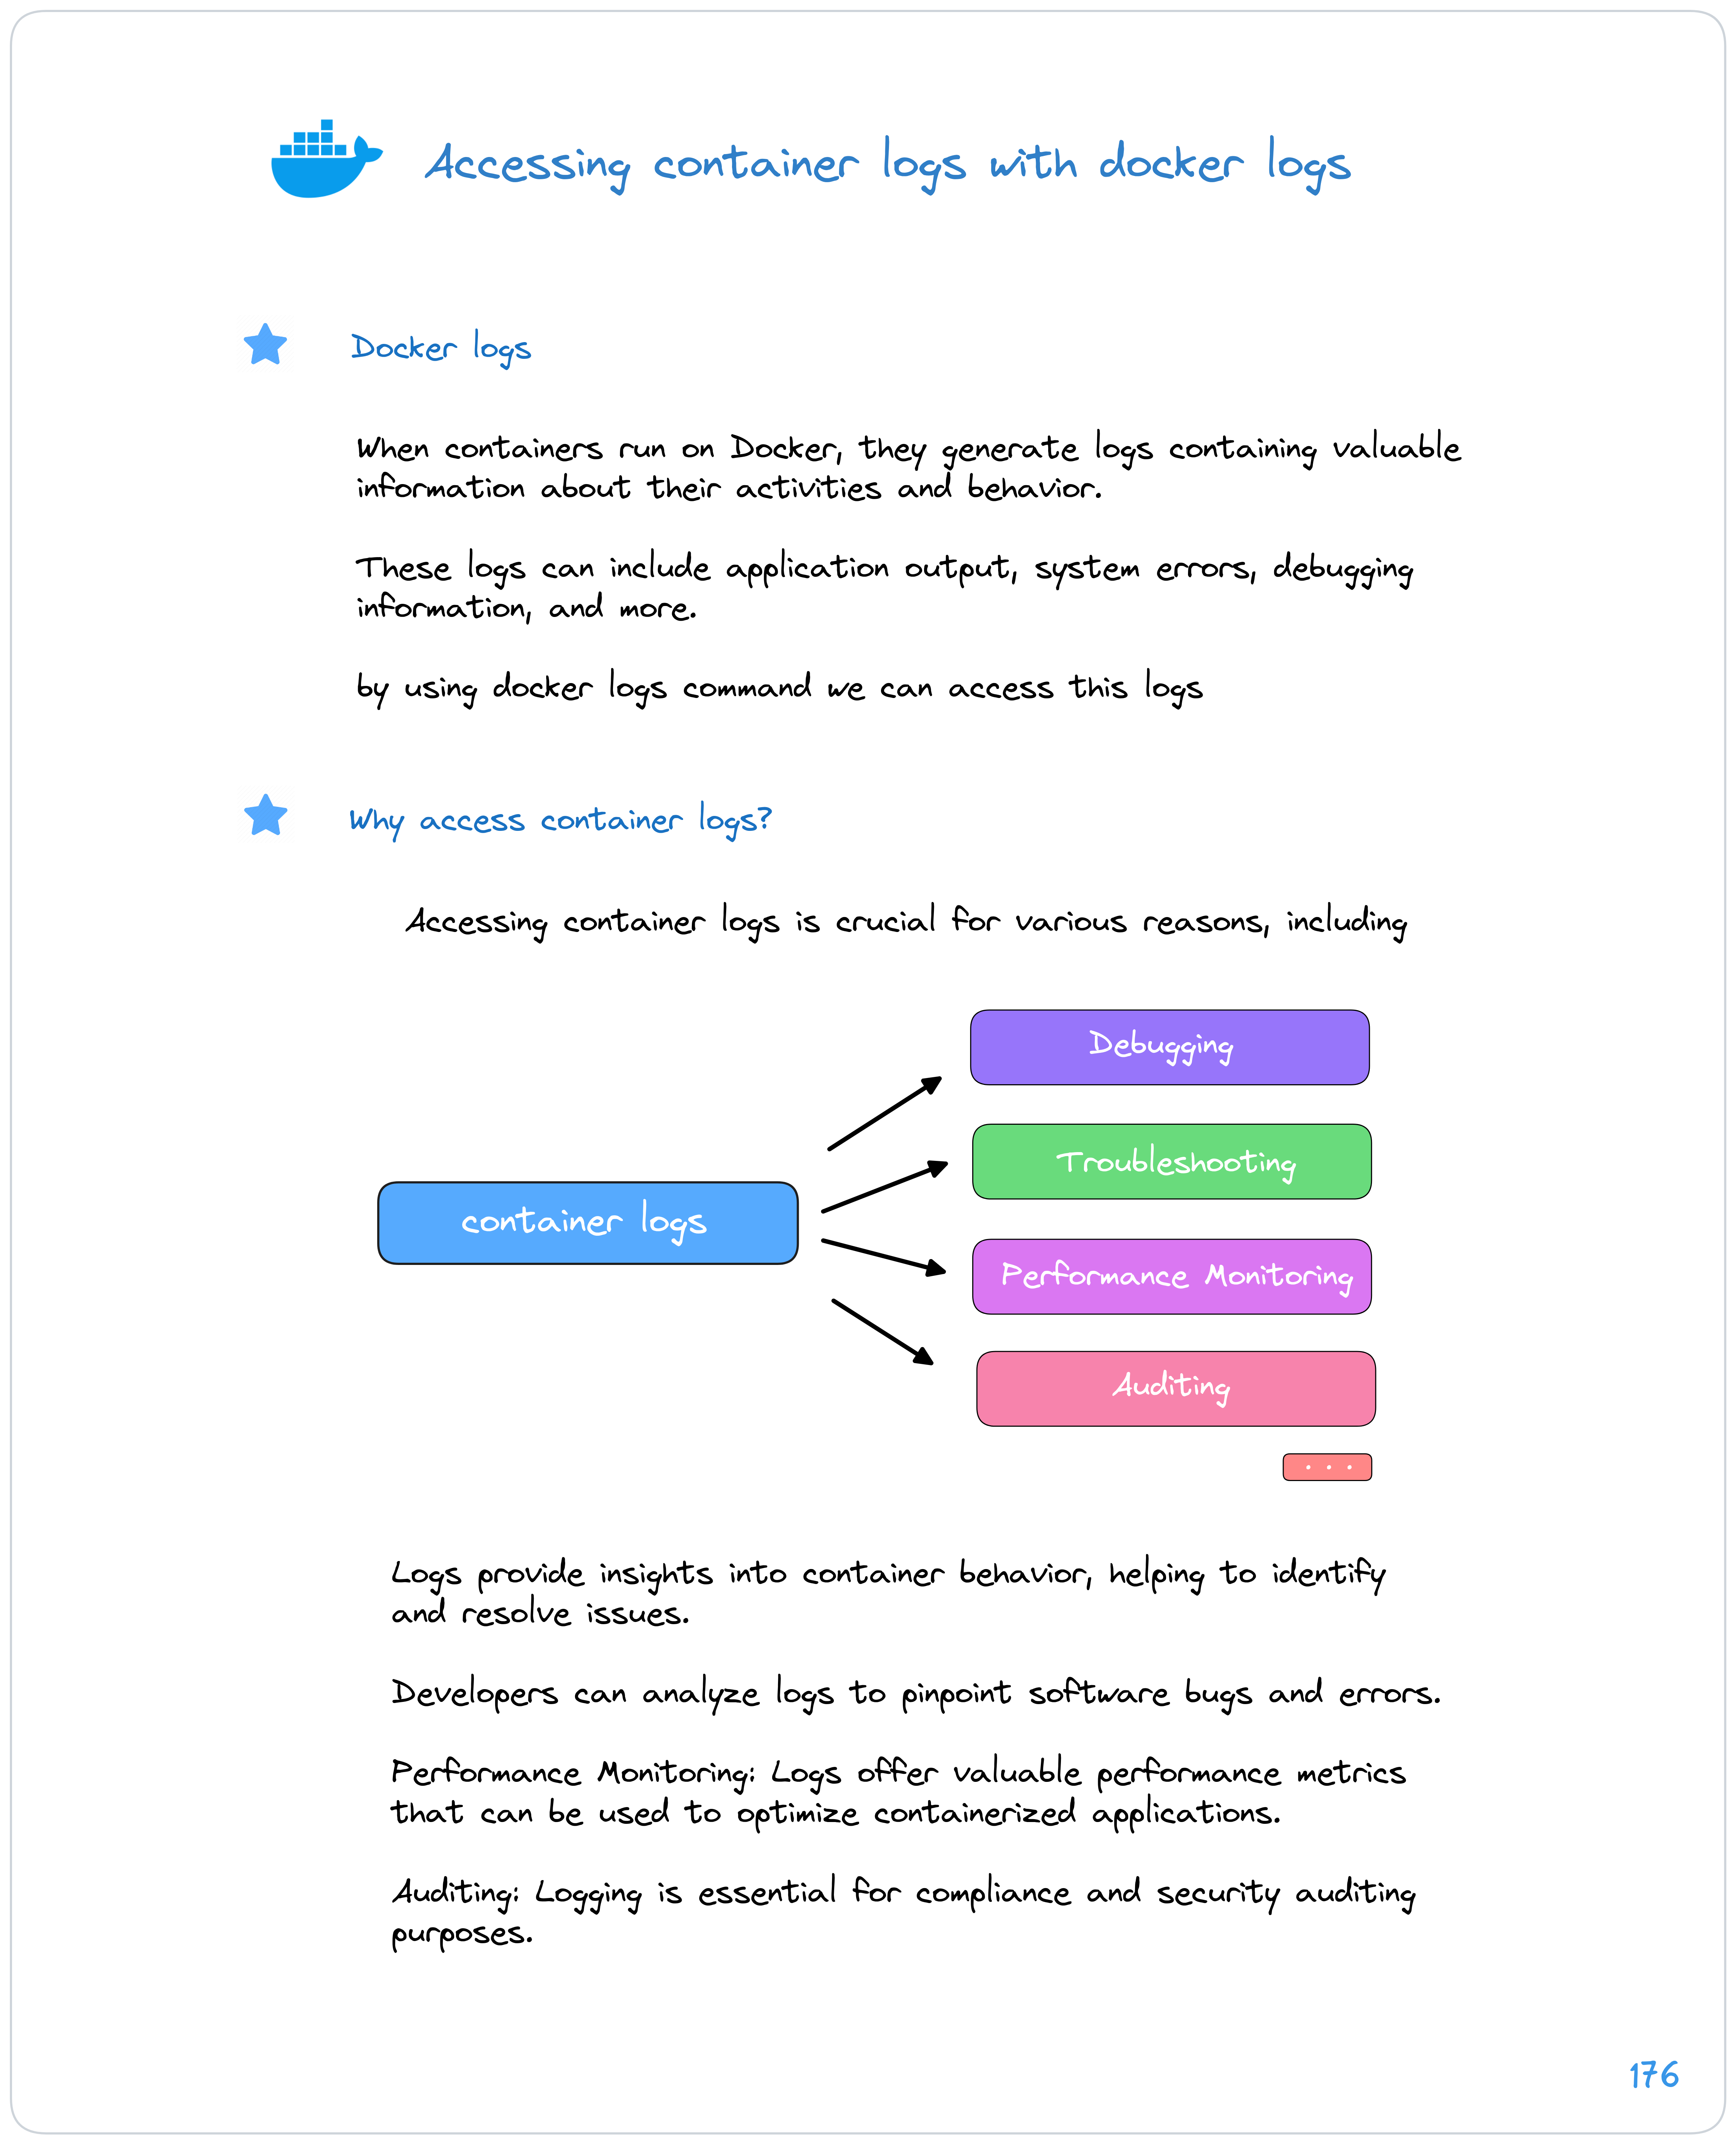 Accessing container logs with docker logs
Docker logs
When containers run on Docker, they generate logs containing valuable
information about their activities and behavior.
These logs can include application output, system errors, debugging
information, and more.
by using docker logs command we can access this logs
Why access container logs?
Accessing container logs is crucial for various reasons, including
Debugging
Troubleshooting
container logs
Performance Monitoring
Auditing
. . .
Logs provide insights into container behavior, helping to identify
and resolve issues.
Developers can analyze logs to pinpoint software bugs and errors.
Performance Monitoring: Logs offer valuable performance metrics
that can be used to optimize containerized applications.
Auditing: Logging is essential for compliance and security auditing
purposes.
176